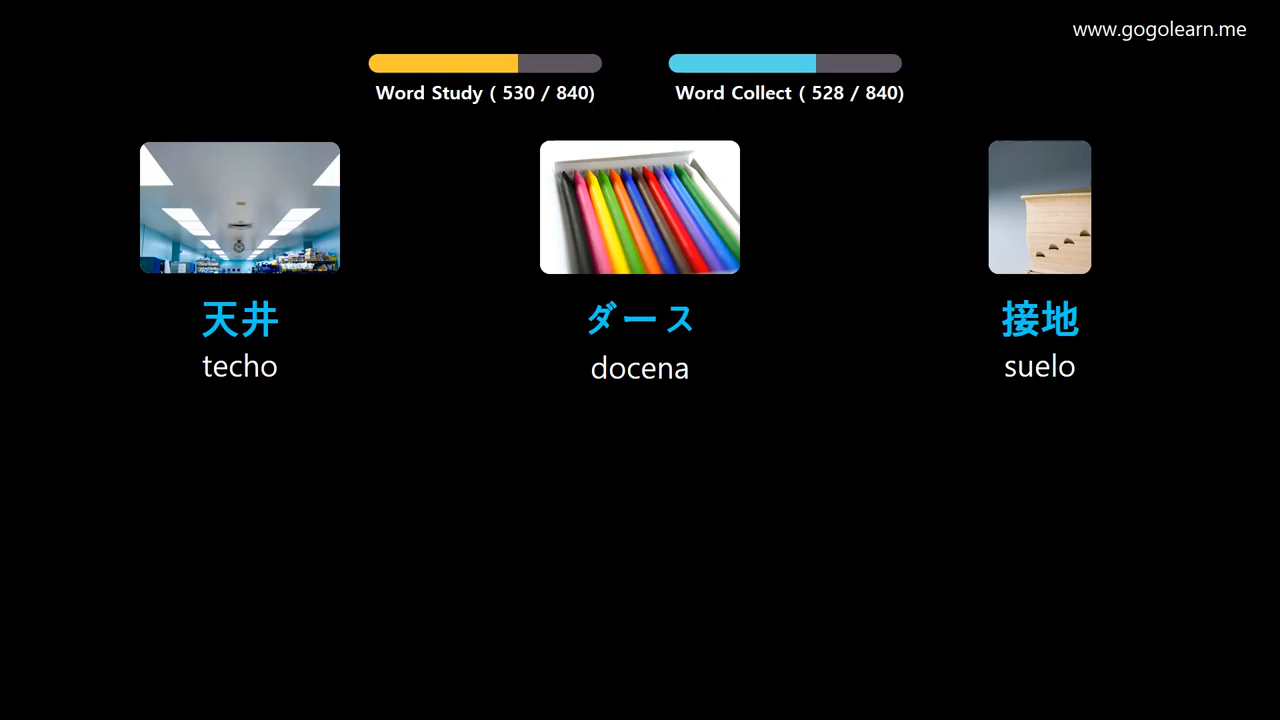 www.gogolearn.me
Word Study ( 530 / 840)
Word Collect ( 528 / 840)
天井
techo
ダース
docena
接地
suelo